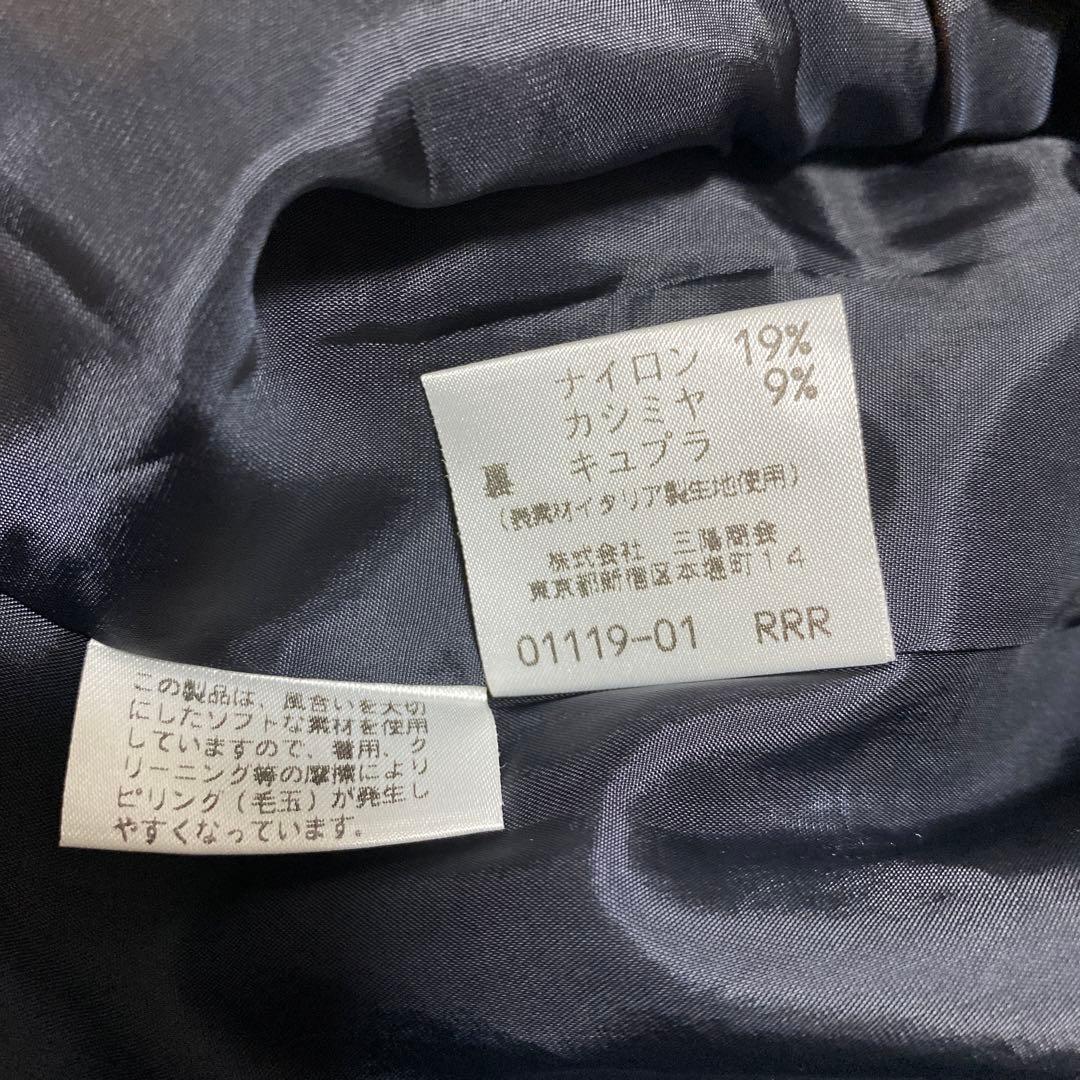 ナイロン 19%
カシミヤ 9%
裏 キュプラ
(表素材イタリア製生地使用)
株式会社 三陽商会
東京都新宿区本塩町14
01119-01 RRR
この製品は、風合いを大切
にしたソフトな素材を使用
していますので、着用、ク
リーニング等の摩擦により
ピリング(毛玉)が発生し
やすくなっています。